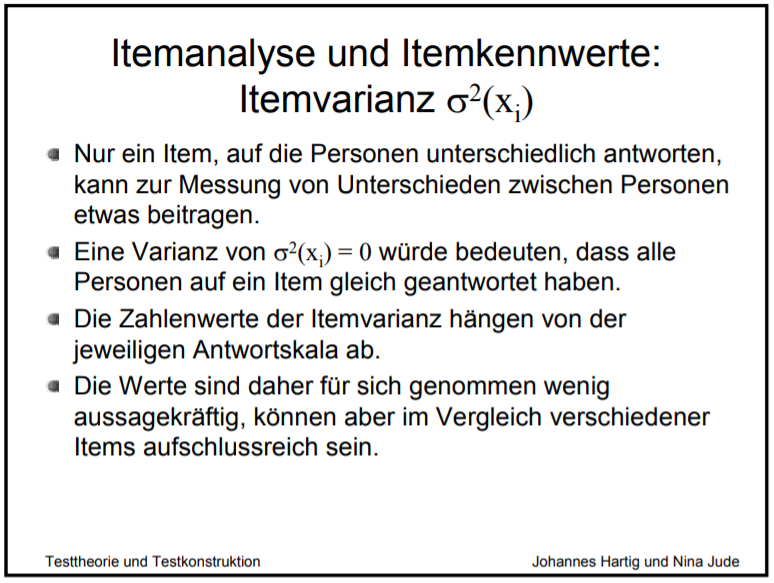 Itemanalyse und Itemkennwerte:
Itemvarianz σ²(xᵢ)
Nur ein Item, auf die Personen unterschiedlich antworten,
kann zur Messung von Unterschieden zwischen Personen
etwas beitragen.
Eine Varianz von σ²(xᵢ) = 0 würde bedeuten, dass alle
Personen auf ein Item gleich geantwortet haben.
Die Zahlenwerte der Itemvarianz hängen von der
jeweiligen Antwortskala ab.
Die Werte sind daher für sich genommen wenig
aussagekräftig, können aber im Vergleich verschiedener
Items aufschlussreich sein.
Testtheorie und Testkonstruktion
Johannes Hartig und Nina Jude